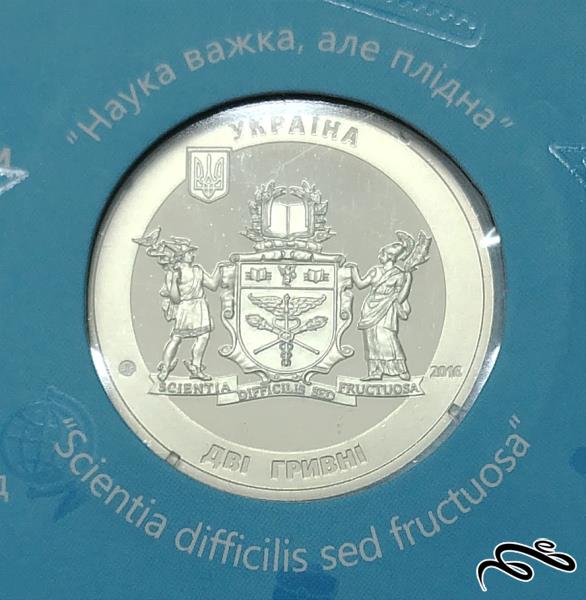 "Наука важка, але плідна"
УКРАЇНА
2016
SCIENTIA DIFFICILIS SED FRUCTUOSA
ДВІ ГРИВНІ
"Scientia difficilis sed fructuosa"